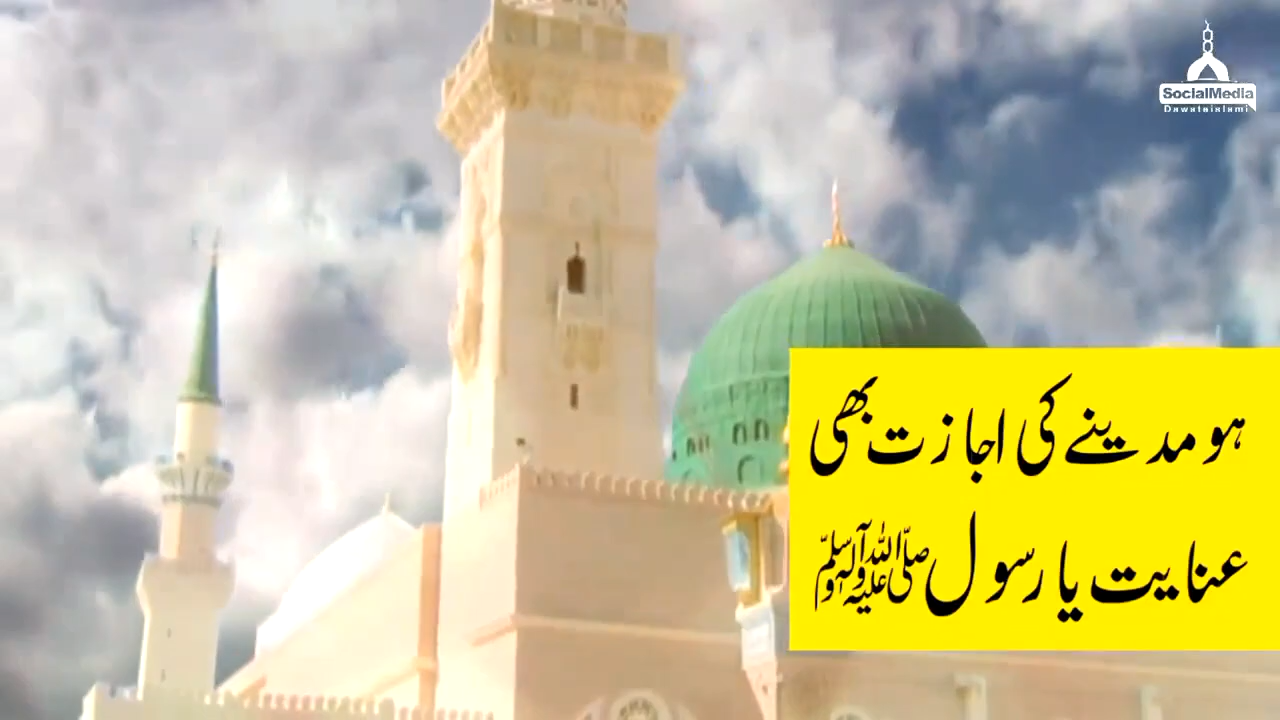 SocialMedia
Dawateislami
ہو مدینے کی اجازت بھی
عنایت یا رسول صلی اللہ علیہ وآلہ وسلم